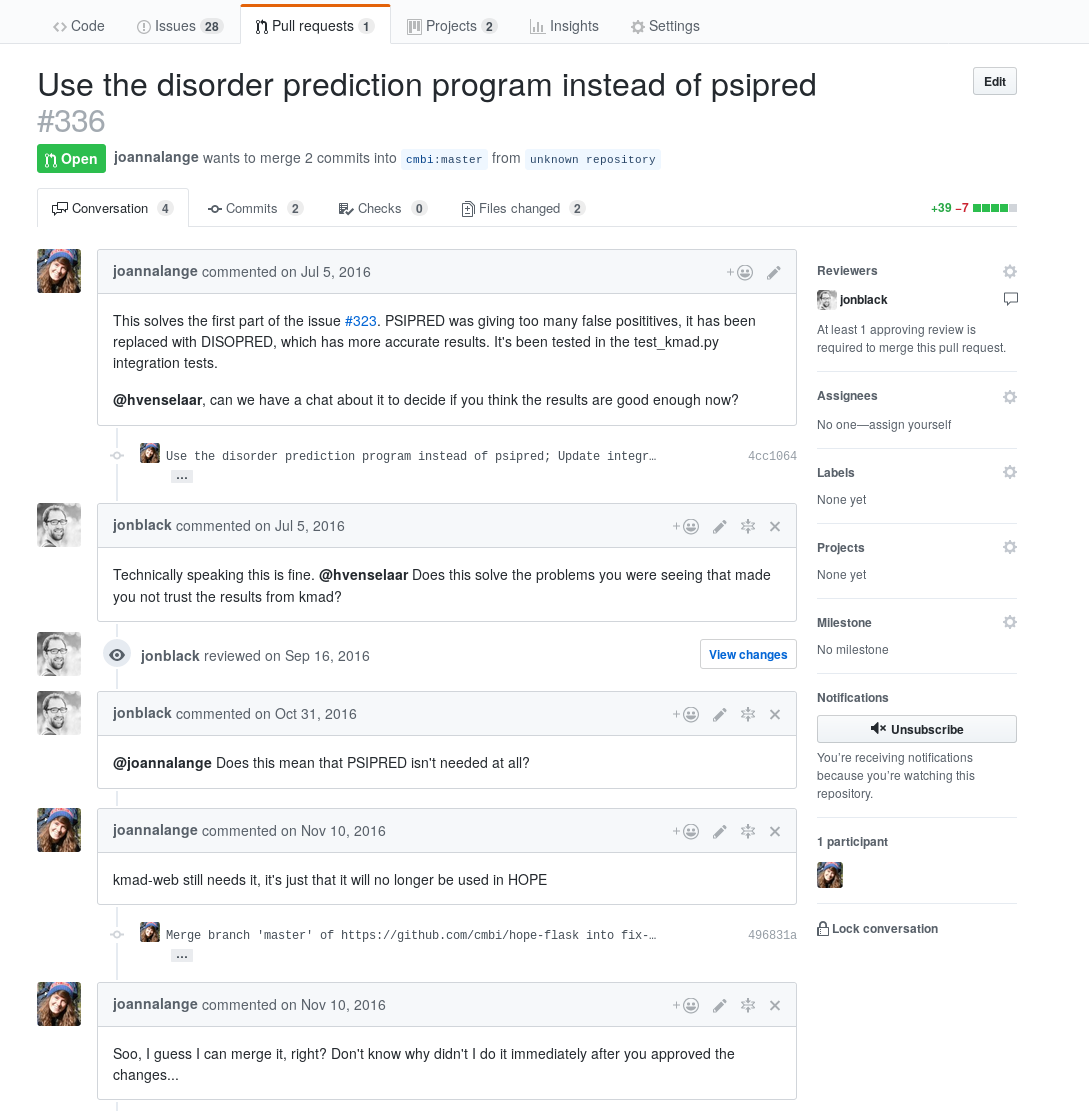 Code Issues 28 Pull requests 1 Projects 2 Insights Settings
Use the disorder prediction program instead of psipred
#336
Edit
Open joannalange wants to merge 2 commits into cmbi:master from unknown repository
Conversation 4 Commits 2 Checks 0 Files changed 2 +39 −7
joannalange commented on Jul 5, 2016
This solves the first part of the issue #323. PSIPRED was giving too many false posititives, it has been
replaced with DISOPRED, which has more accurate results. It's been tested in the test_kmad.py
integration tests.
@hvenselaar, can we have a chat about it to decide if you think the results are good enough now?
Use the disorder prediction program instead of psipred; Update integr… 4cc1064
…
jonblack commented on Jul 5, 2016
Technically speaking this is fine. @hvenselaar Does this solve the problems you were seeing that made
you not trust the results from kmad?
jonblack reviewed on Sep 16, 2016 View changes
jonblack commented on Oct 31, 2016
@joannalange Does this mean that PSIPRED isn't needed at all?
joannalange commented on Nov 10, 2016
kmad-web still needs it, it's just that it will no longer be used in HOPE
Merge branch 'master' of https://github.com/cmbi/hope-flask into fix-… 496831a
…
joannalange commented on Nov 10, 2016
Soo, I guess I can merge it, right? Don't know why didn't I do it immediately after you approved the
changes...
Reviewers
jonblack
At least 1 approving review is
required to merge this pull request.
Assignees
No one—assign yourself
Labels
None yet
Projects
None yet
Milestone
No milestone
Notifications
Unsubscribe
You're receiving notifications
because you're watching this
repository.
1 participant
Lock conversation